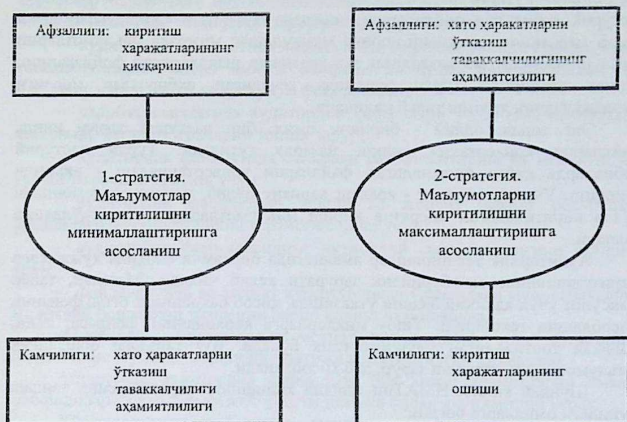 Афзаллиги: киритиш
харажатларининг
қисқариши
Афзаллиги: хато ҳаракатларни
ўтказиш
таваккалчилигининг
аҳамиятсизлиги
1-стратегия.
Маълумотлар
киритилишни
минималлаштиришга
асосланиш
2-стратегия.
Маълумотларни
киритилишни
максималлаштиришга
асосланиш
Камчилиги: хато ҳаракатларни
ўтказиш
таваккалчилиги
аҳамиятлилиги
Камчилиги: киритиш
харажатларининг
ошиши